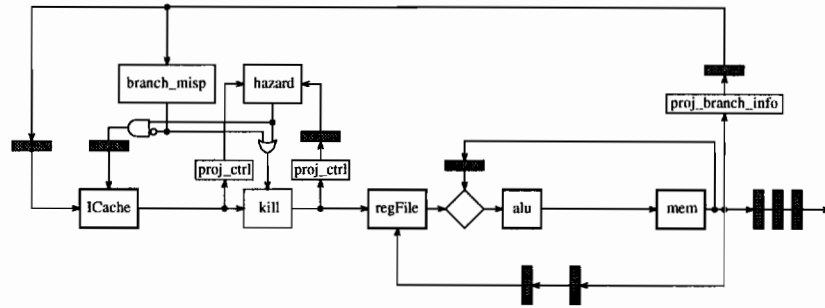 branch_misp
hazard
proj_branch_info
proj_ctrl
proj_ctrl
ICache
kill
regFile
alu
mem